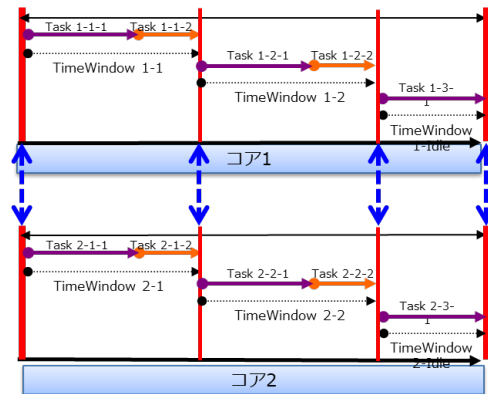 Task 1-1-1
Task 1-1-2
TimeWindow 1-1
Task 1-2-1
Task 1-2-2
TimeWindow 1-2
Task 1-3-
1
TimeWindow
1-Idle
コア1
Task 2-1-1
Task 2-1-2
TimeWindow 2-1
Task 2-2-1
Task 2-2-2
TimeWindow 2-2
Task 2-3-
1
TimeWindow
2-Idle
コア2